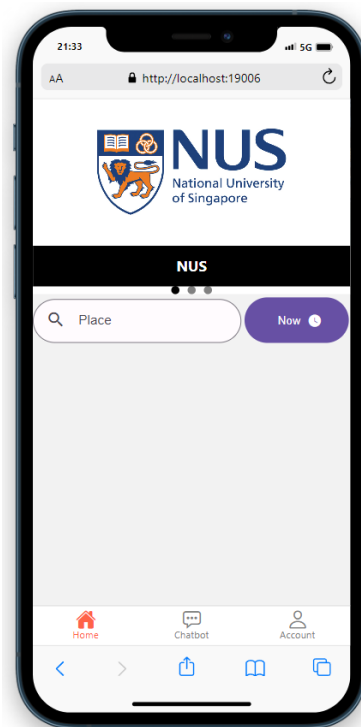 21:33
5G
AA
http://localhost:19006
NUS
National University
of Singapore
NUS
Place
Now
Home
Chatbot
Account